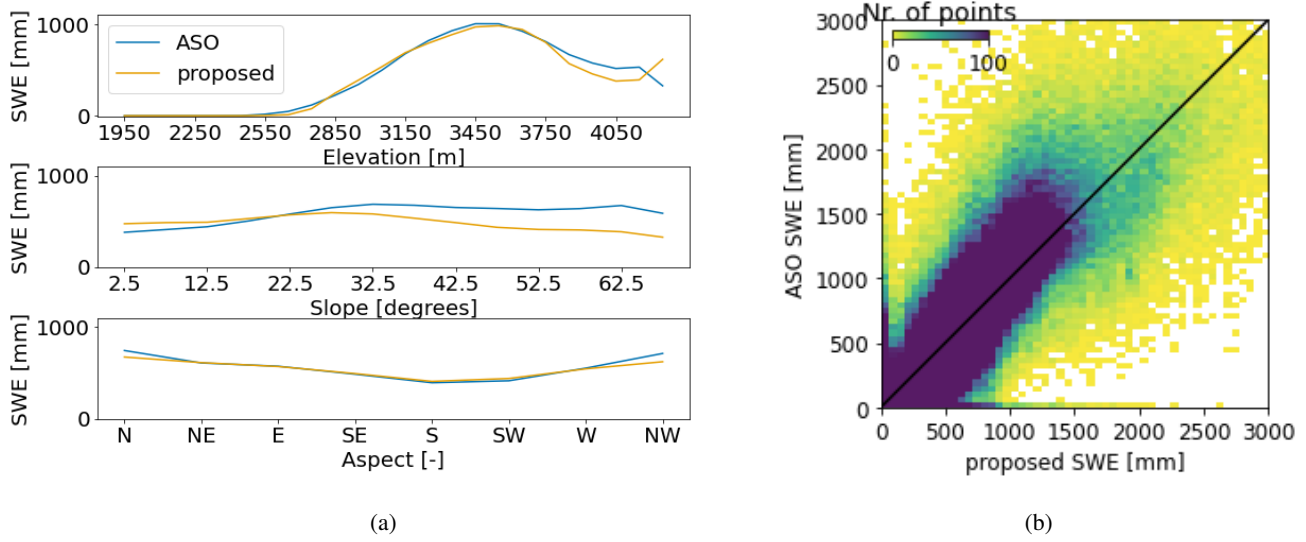 SWE [mm]
1000
0
ASO
proposed
1950 2250 2550 2850 3150 3450 3750 4050
Elevation [m]
SWE [mm]
1000
0
2.5 12.5 22.5 32.5 42.5 52.5 62.5
Slope [degrees]
SWE [mm]
1000
0
N NE E SE S SW W NW
Aspect [-]
(a)
Nr. of points
0 100
ASO SWE [mm]
3000
2500
2000
1500
1000
500
0
0 500 1000 1500 2000 2500 3000
proposed SWE [mm]
(b)